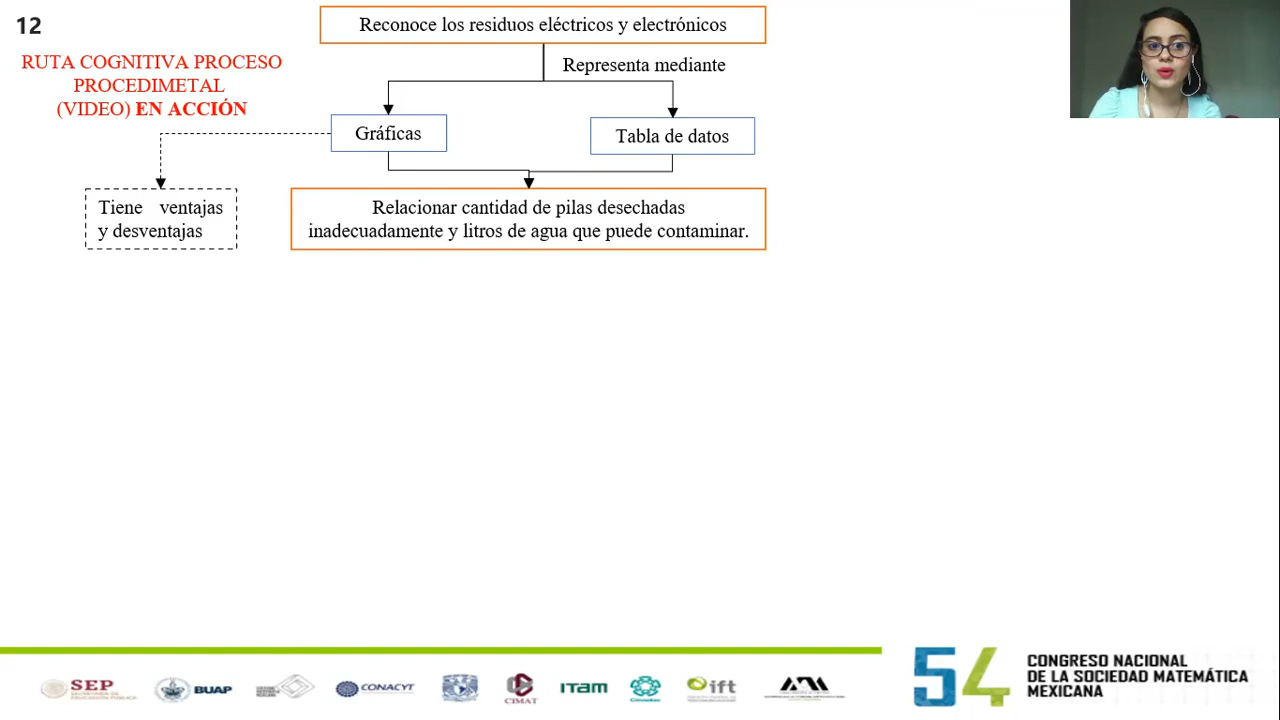 12
RUTA COGNITIVA PROCESO
PROCEDIMETAL
(VIDEO) EN ACCIÓN
Reconoce los residuos eléctricos y electrónicos
Representa mediante
Gráficas
Tabla de datos
Tiene ventajas
y desventajas
Relacionar cantidad de pilas desechadas
inadecuadamente y litros de agua que puede contaminar.
SEP
BUAP
CONACYT
CIMAT
ITAM
ift
54
CONGRESO NACIONAL
DE LA SOCIEDAD MATEMÁTICA
MEXICANA